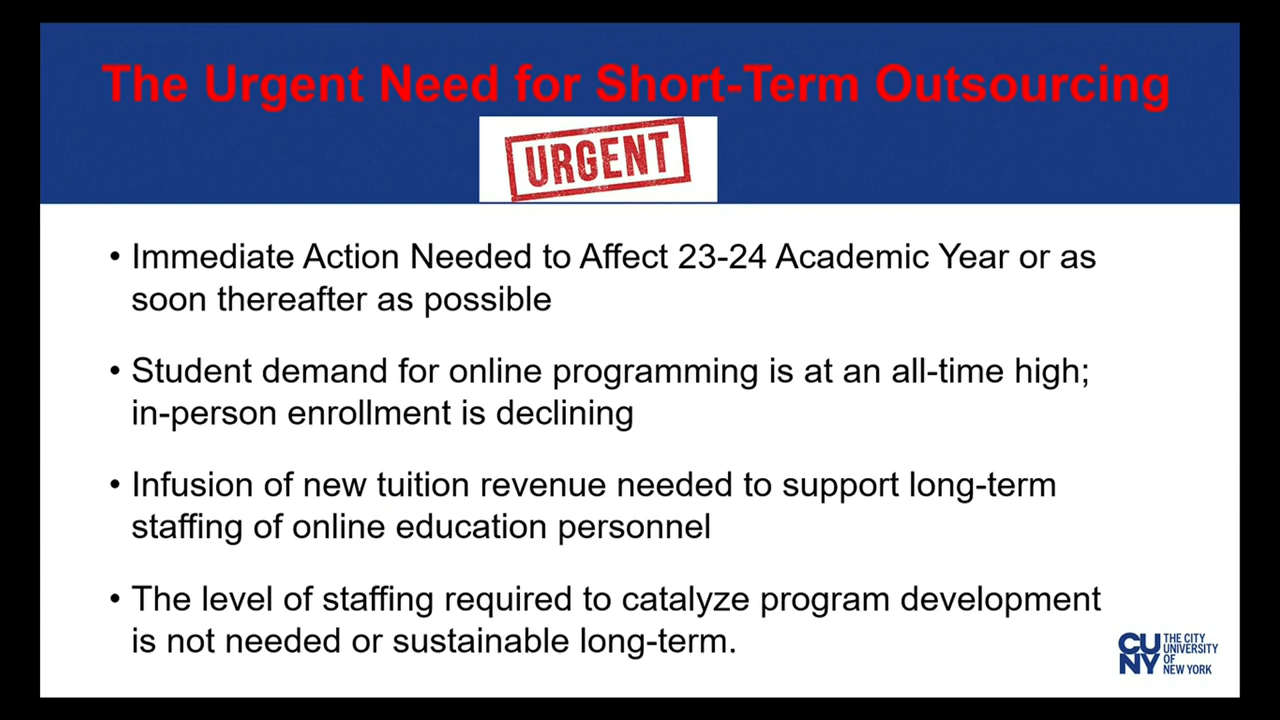 The Urgent Need for Short-Term Outsourcing
URGENT
• Immediate Action Needed to Affect 23-24 Academic Year or as
soon thereafter as possible
• Student demand for online programming is at an all-time high;
in-person enrollment is declining
• Infusion of new tuition revenue needed to support long-term
staffing of online education personnel
• The level of staffing required to catalyze program development
is not needed or sustainable long-term.
CU
NY
THE CITY
UNIVERSITY
OF
NEW YORK